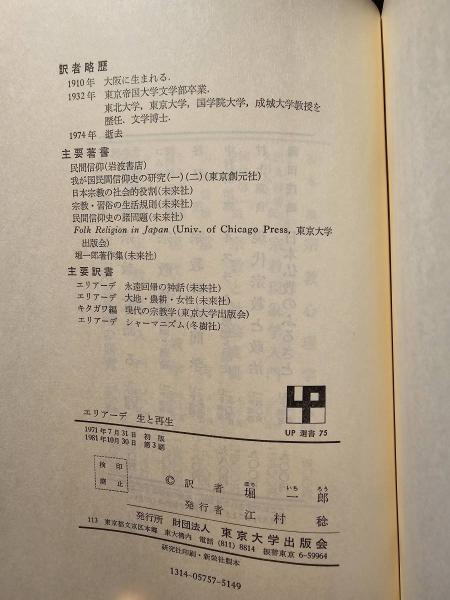 訳者略歴
1910年 大阪に生まれる.
1932年 東京帝国大学文学部卒業.
東北大学, 東京大学, 国学院大学, 成城大学教授を
歴任. 文学博士.
1974年 逝去
主要著書
民間信仰(岩波書店)
我が国民間信仰史の研究(一)(二)(東京創元社)
日本宗教の社会的役割(未来社)
宗教・習俗の生活規制(未来社)
民間信仰史の諸問題(未来社)
Folk Religion in Japan (Univ. of Chicago Press, 東京大学
出版会)
堀一郎著作集(未来社)
主要訳書
エリアーデ 永遠回帰の神話(未来社)
エリアーデ 大地・農耕・女性(未来社)
キタガワ編 現代の宗教学(東京大学出版会)
エリアーデ シャーマニズム(冬樹社)
UP
UP 選書 75
エリアーデ 生と再生
1971年7月31日 初版
1981年10月30日 第3刷
検印
廃止
© 訳者 堀一郎
ほり いち ろう
発行者 江村稔
発行所 財団法人 東京大学出版会
113 東京都文京区本郷 東大構内 電話(811)8814 振替東京6-59964
研究社印刷・新栄社製本
1314-05757-5149